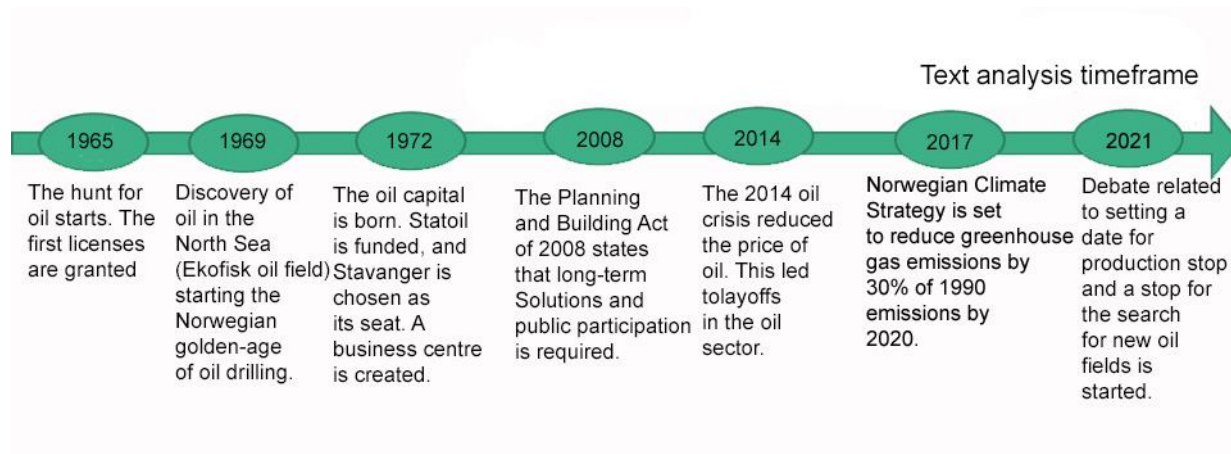 Text analysis timeframe
1965
The hunt for
oil starts. The
first licenses
are granted
1969
Discovery of
oil in the
North Sea
(Ekofisk oil field)
starting the
Norwegian
golden-age
of oil drilling.
1972
The oil capital
is born. Statoil
is funded, and
Stavanger is
chosen as
its seat. A
business centre
is created.
2008
The Planning
and Building Act
of 2008 states
that long-term
Solutions and
public participation
is required.
2014
The 2014 oil
crisis reduced
the price of
oil. This led
tolayoffs
in the oil
sector.
2017
Norwegian Climate
Strategy is set
to reduce greenhouse
gas emissions by
30% of 1990
emissions by
2020.
2021
Debate related
to setting a
date for
production stop
and a stop for
the search
for new oil
fields is
started.